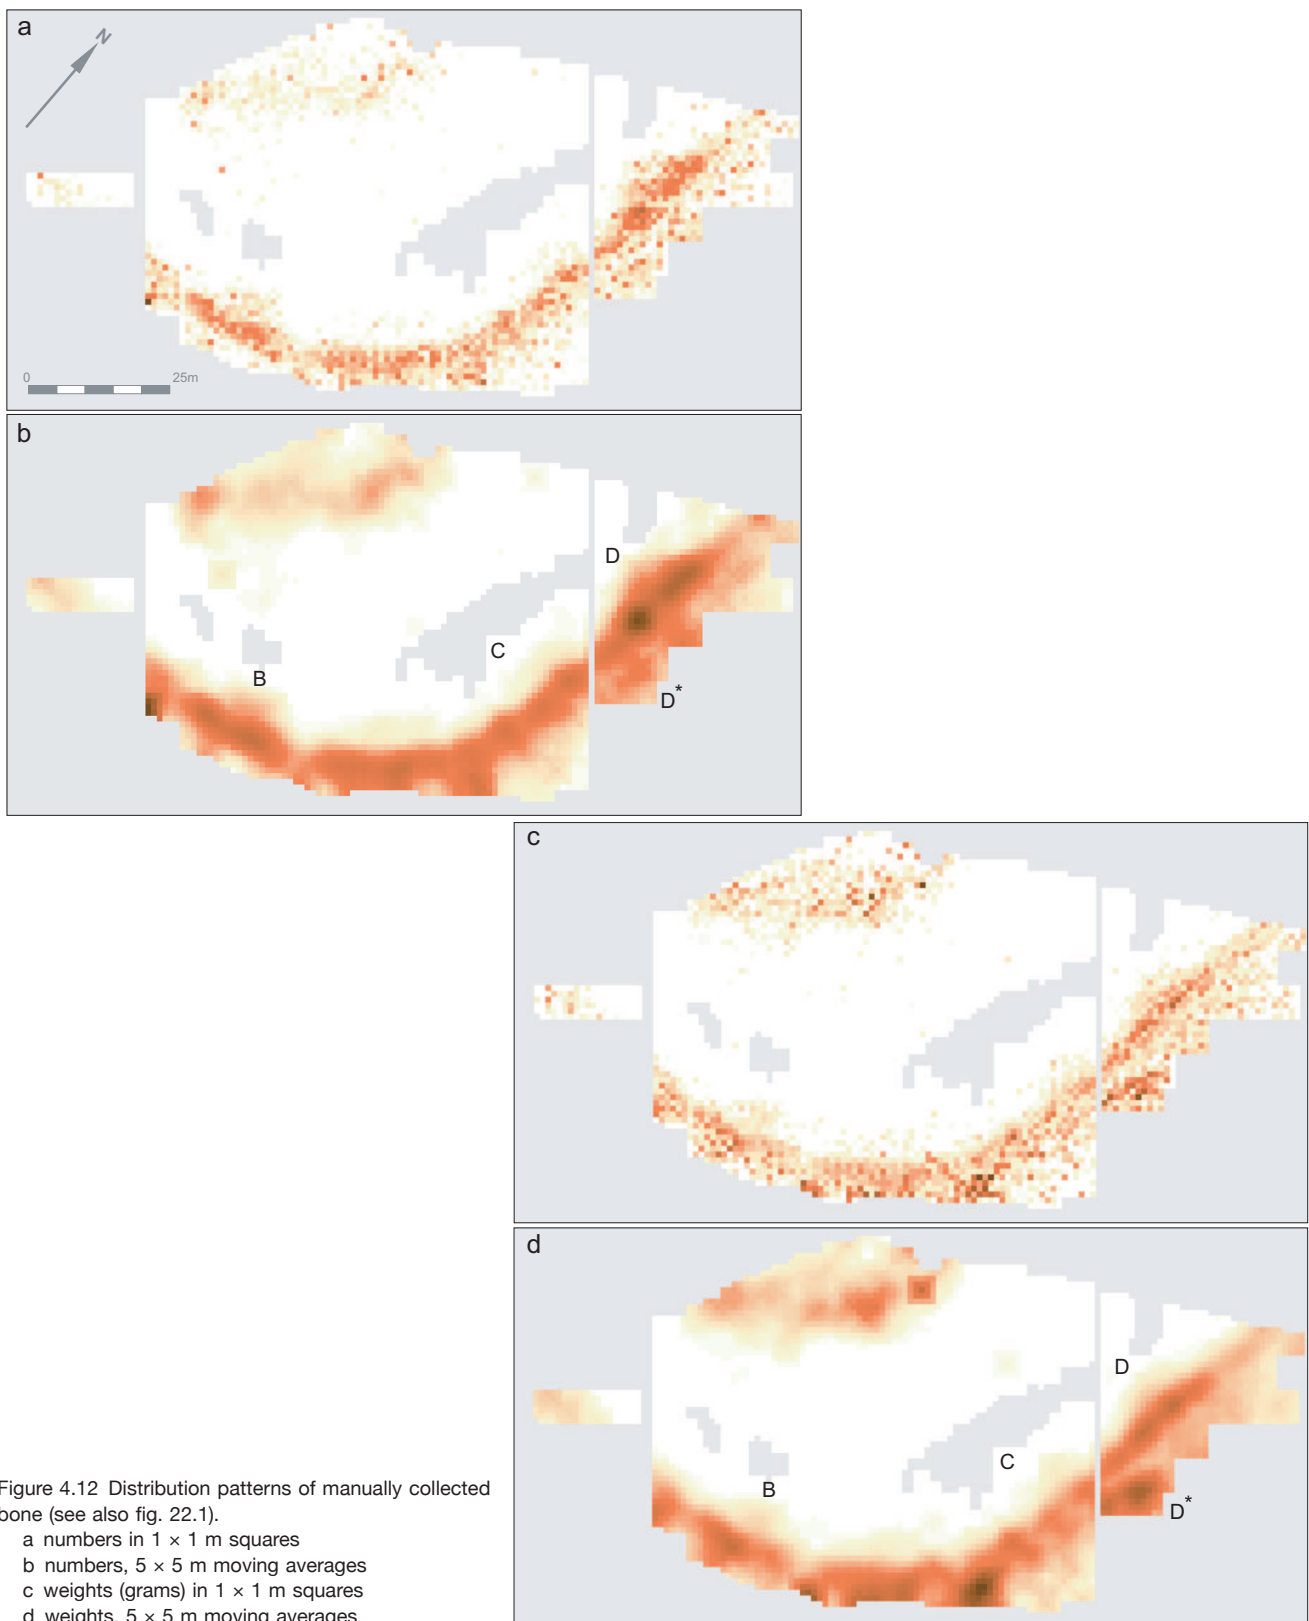 a
N
0 25m
b
D
C
B
D*
c
d
D
C
B
D*
Figure 4.12 Distribution patterns of manually collected
bone (see also fig. 22.1).
a numbers in 1 × 1 m squares
b numbers, 5 × 5 m moving averages
c weights (grams) in 1 × 1 m squares
d weights, 5 × 5 m moving averages